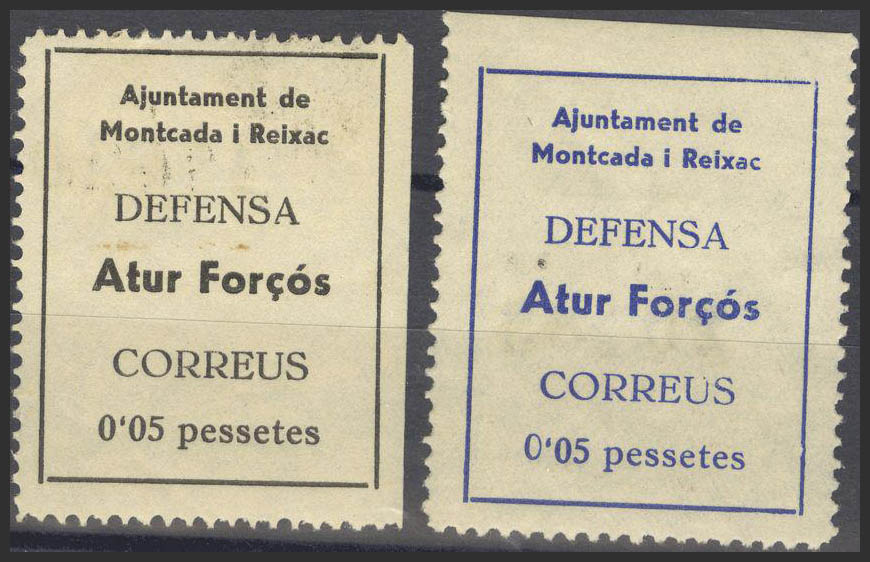 Ajuntament de
Montcada i Reixac
DEFENSA
Atur Forçós
CORREUS
0'05 pessetes
Ajuntament de
Montcada i Reixac
DEFENSA
Atur Forçós
CORREUS
0'05 pessetes